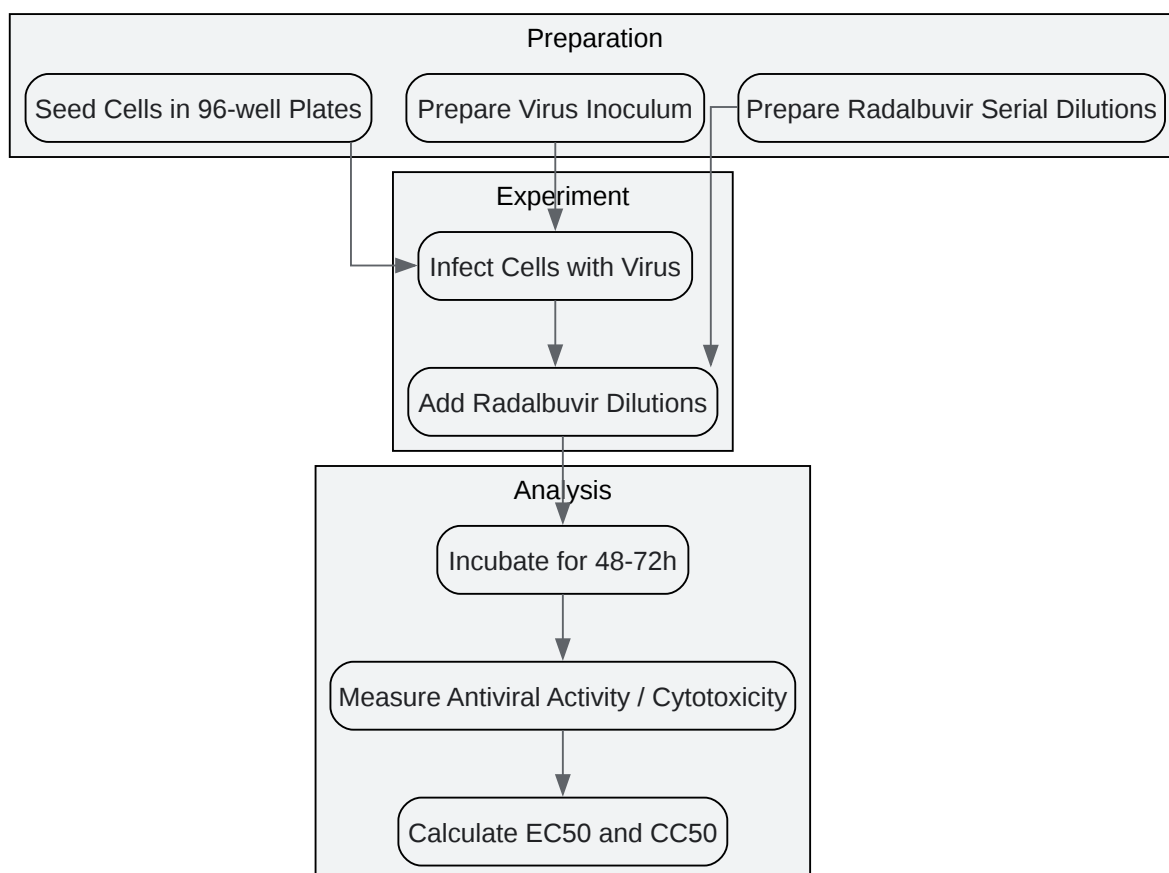 Preparation
Seed Cells in 96-well Plates
Prepare Virus Inoculum
Prepare Radalbuvir Serial Dilutions
Experiment
Infect Cells with Virus
Add Radalbuvir Dilutions
Analysis
Incubate for 48-72h
Measure Antiviral Activity / Cytotoxicity
Calculate EC50 and CC50